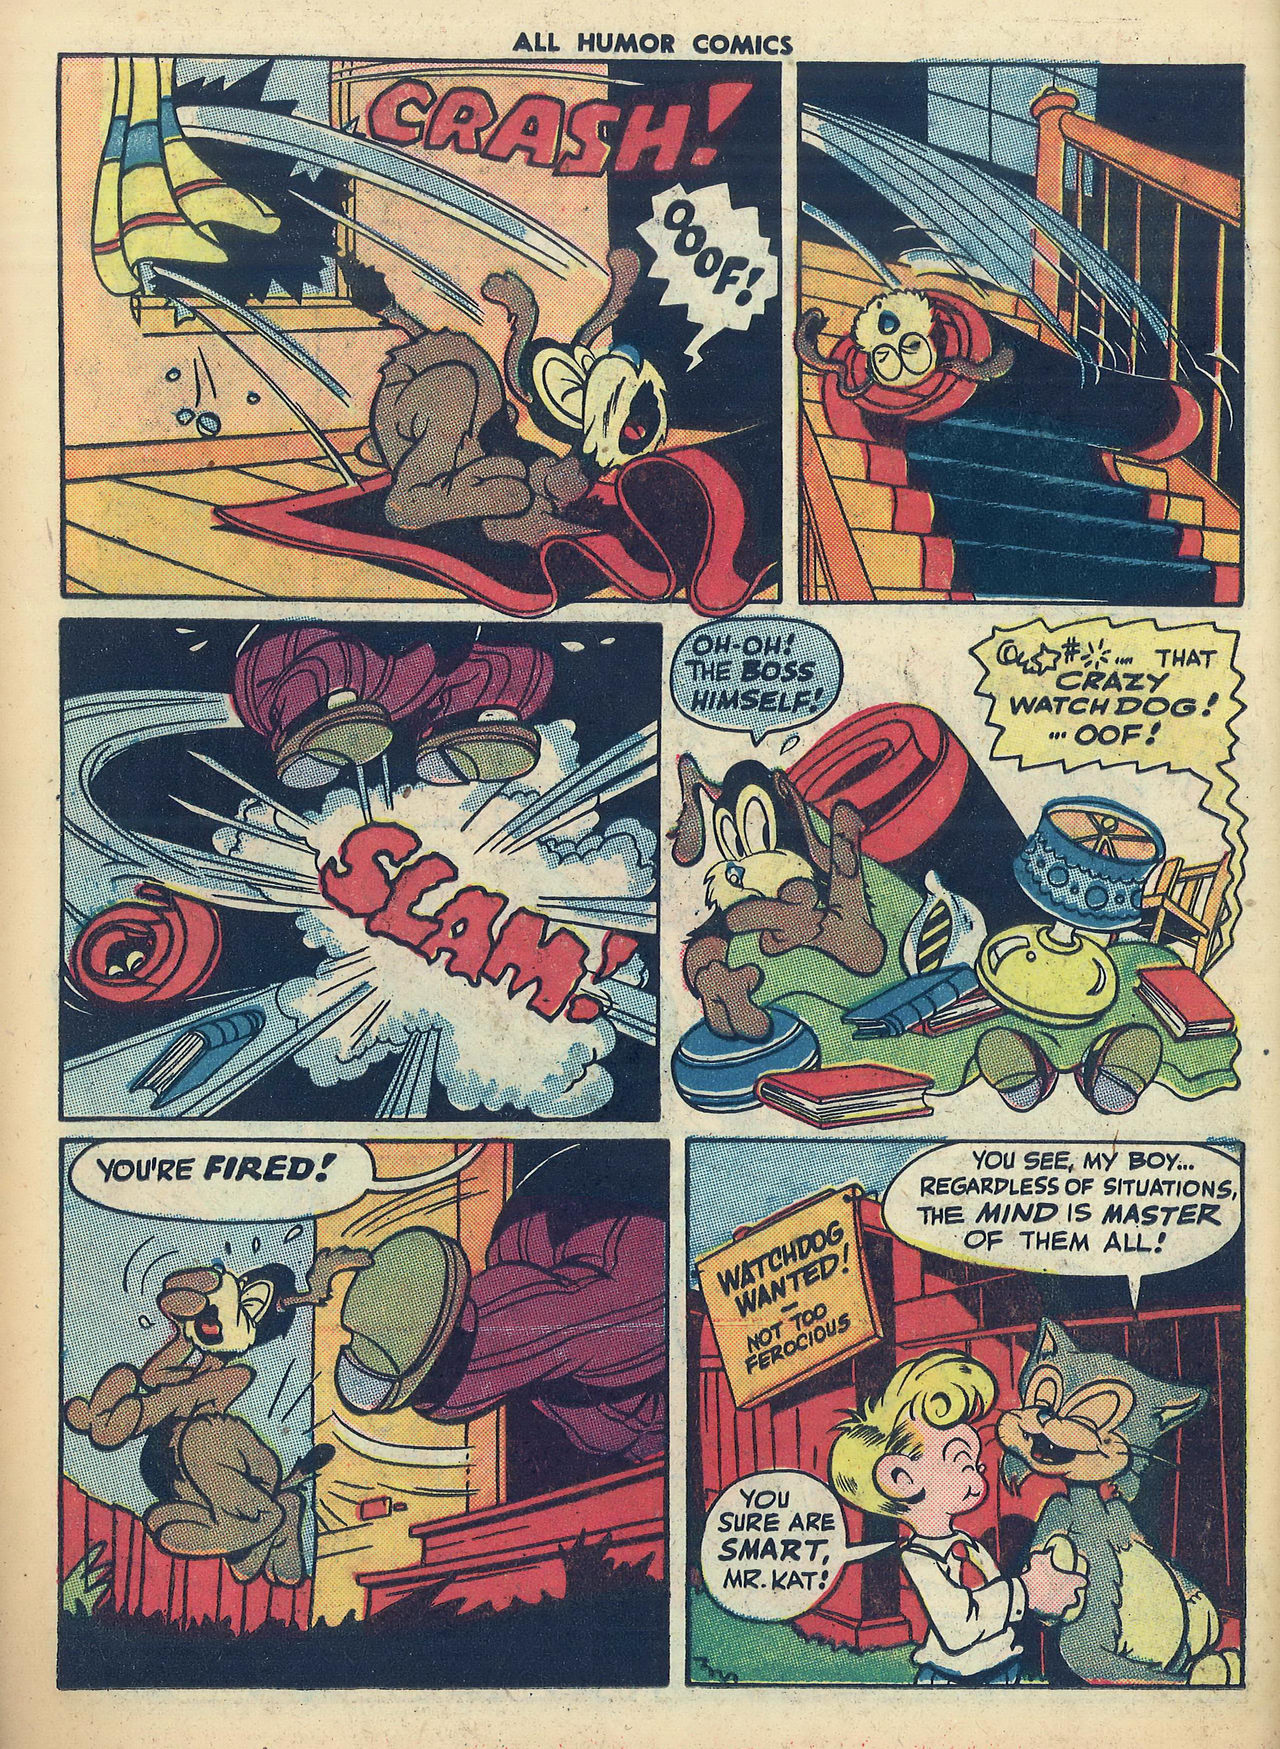 ALL HUMOR COMICS
CRASH!
OOOF!
SLAM!
OH-OH!
THE BOSS
HIMSELF!
@#.... THAT
CRAZY
WATCH DOG!
... OOF!
YOU'RE FIRED!
YOU SEE, MY BOY...
REGARDLESS OF SITUATIONS,
THE MIND IS MASTER
OF THEM ALL!
WATCHDOG
WANTED!
—
NOT TOO
FEROCIOUS
YOU
SURE ARE
SMART,
MR. KAT!